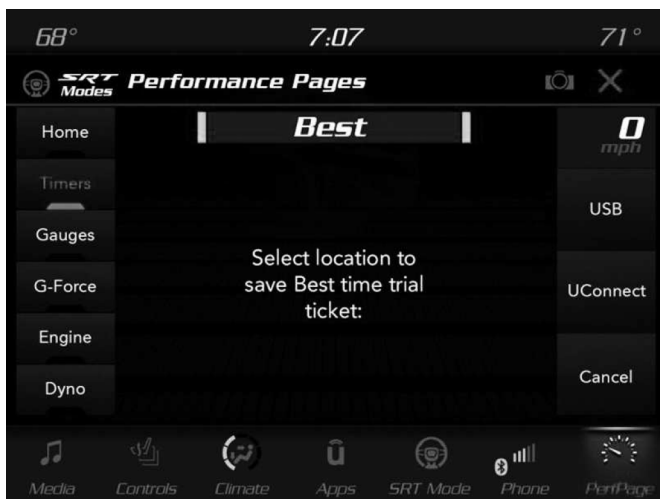 68°
7:07
71°
SRT
Modes
Performance Pages
Home
Timers
Gauges
G-Force
Engine
Dyno
Best
Select location to
save Best time trial
ticket:
0
mph
USB
UConnect
Cancel
Media
Controls
Climate
Apps
SRT Mode
Phone
PerfPage